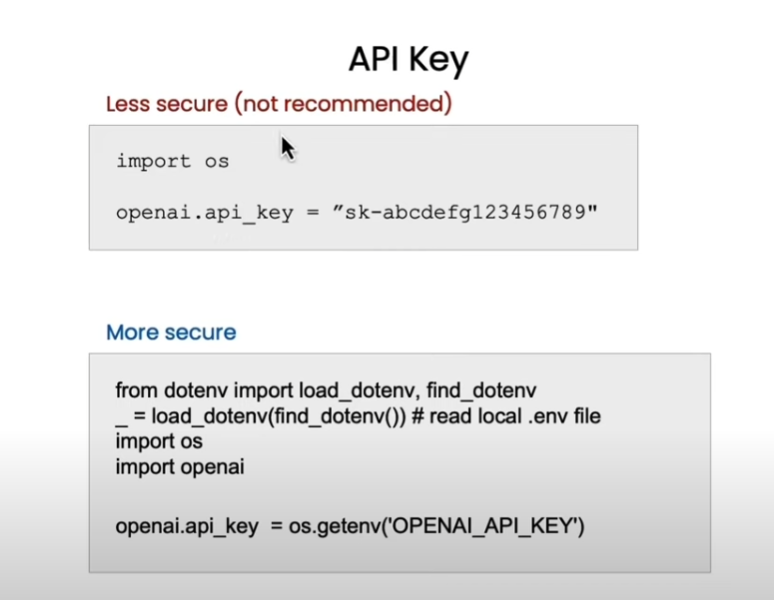 API Key
Less secure (not recommended)
import os
openai.api_key = ”sk-abcdefg123456789"
More secure
from dotenv import load_dotenv, find_dotenv
_ = load_dotenv(find_dotenv()) # read local .env file
import os
import openai
openai.api_key  = os.getenv('OPENAI_API_KEY')